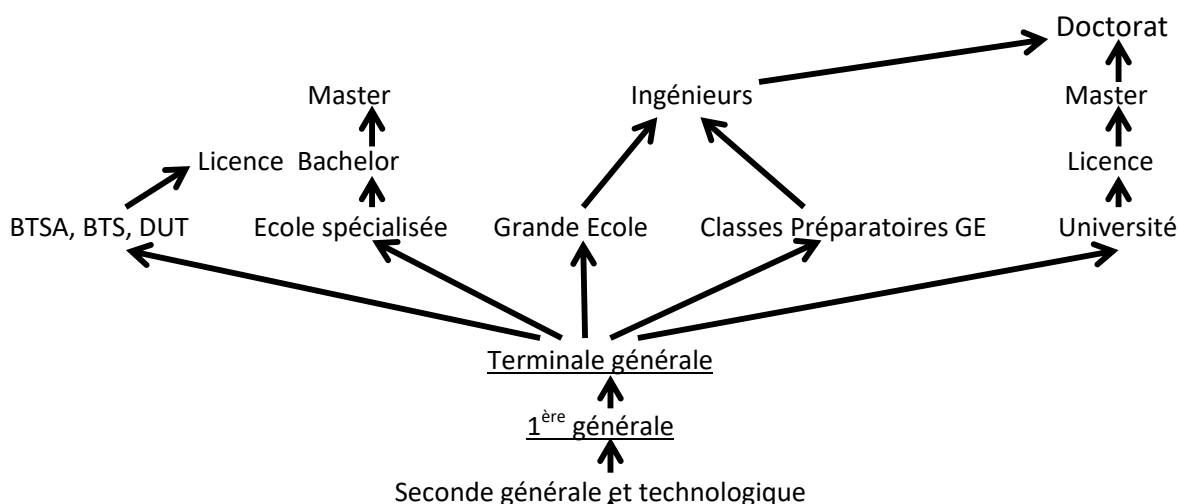 Doctorat
Master Ingénieurs Master
Licence Bachelor Licence
BTSA, BTS, DUT Ecole spécialisée Grande Ecole Classes Préparatoires GE Université
Terminale générale
1ère générale
Seconde générale et technologique